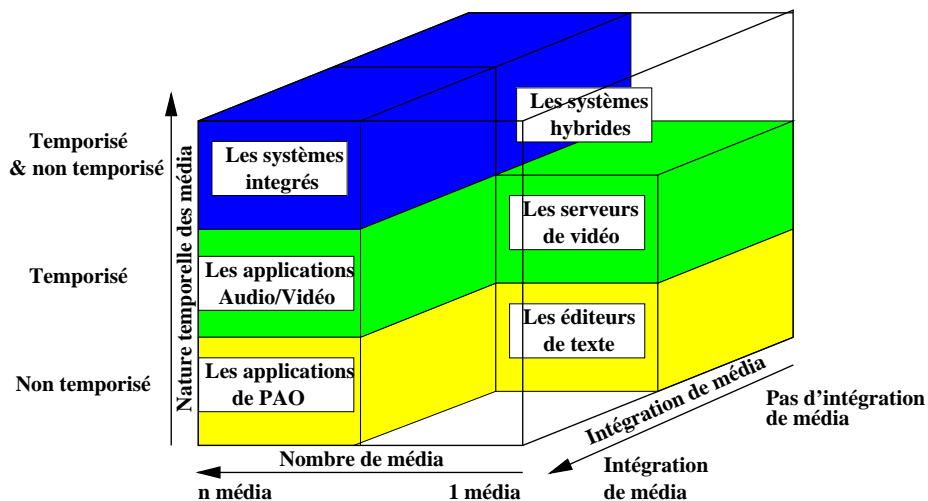 Temporisé
& non temporisé
Temporisé
Non temporisé
Nature temporelle des média
Les systèmes
integrés
Les systèmes
hybrides
Les applications
Audio/Vidéo
Les serveurs
de vidéo
Les applications
de PAO
Les éditeurs
de texte
Nombre de média
n média
1 média
Intégration de média
Pas d'intégration
de média
Intégration
de média